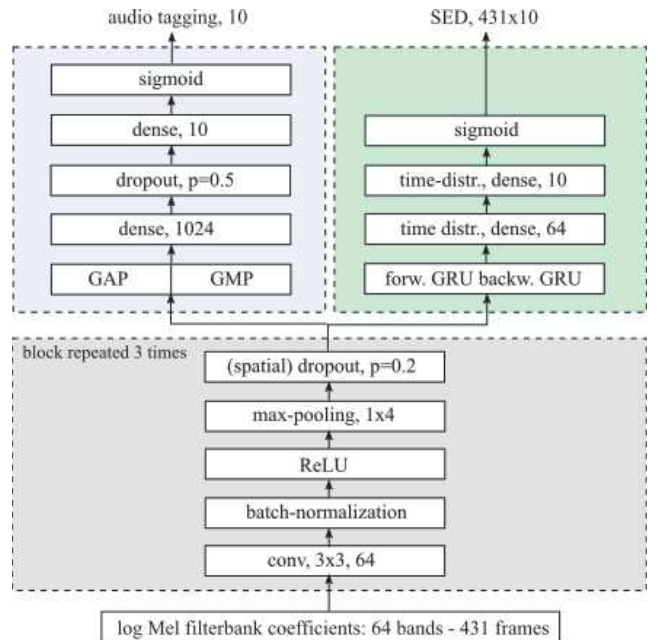 audio tagging, 10
SED, 431x10
sigmoid
dense, 10
dropout, p=0.5
dense, 1024
GAP
GMP
sigmoid
time-distr., dense, 10
time distr., dense, 64
forw. GRU backw. GRU
block repeated 3 times
(spatial) dropout, p=0.2
max-pooling, 1x4
ReLU
batch-normalization
conv, 3x3, 64
log Mel filterbank coefficients: 64 bands - 431 frames